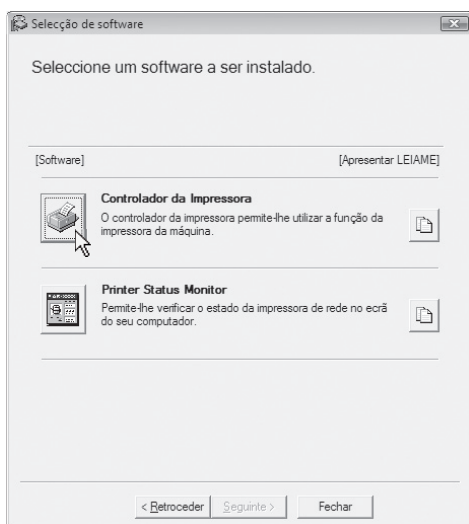 Selecção de software
Seleccione um software a ser instalado.
[Software] [Apresentar LEIAME]
Controlador da Impressora
O controlador da impressora permite-lhe utilizar a função da
impressora da máquina.
Printer Status Monitor
Permite-lhe verificar o estado da impressora de rede no ecrã
do seu computador.
< Retroceder Seguinte > Fechar